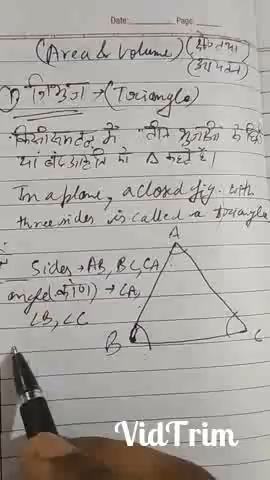 Date: Page:
(Area & Volume) (क्षेत्र तथा
आयतन)
① त्रिभुज → (Triangle)
किसी समतल में तीन भुजाओं से घिरी
या बंद आकृति को Δ कहते हैं।
In a plane, a closed fig. with
three sides is called a triangle
Sides → AB, BC, CA.
angle (कोण) → ∠A,
∠B, ∠C
A
B
C
VidTrim